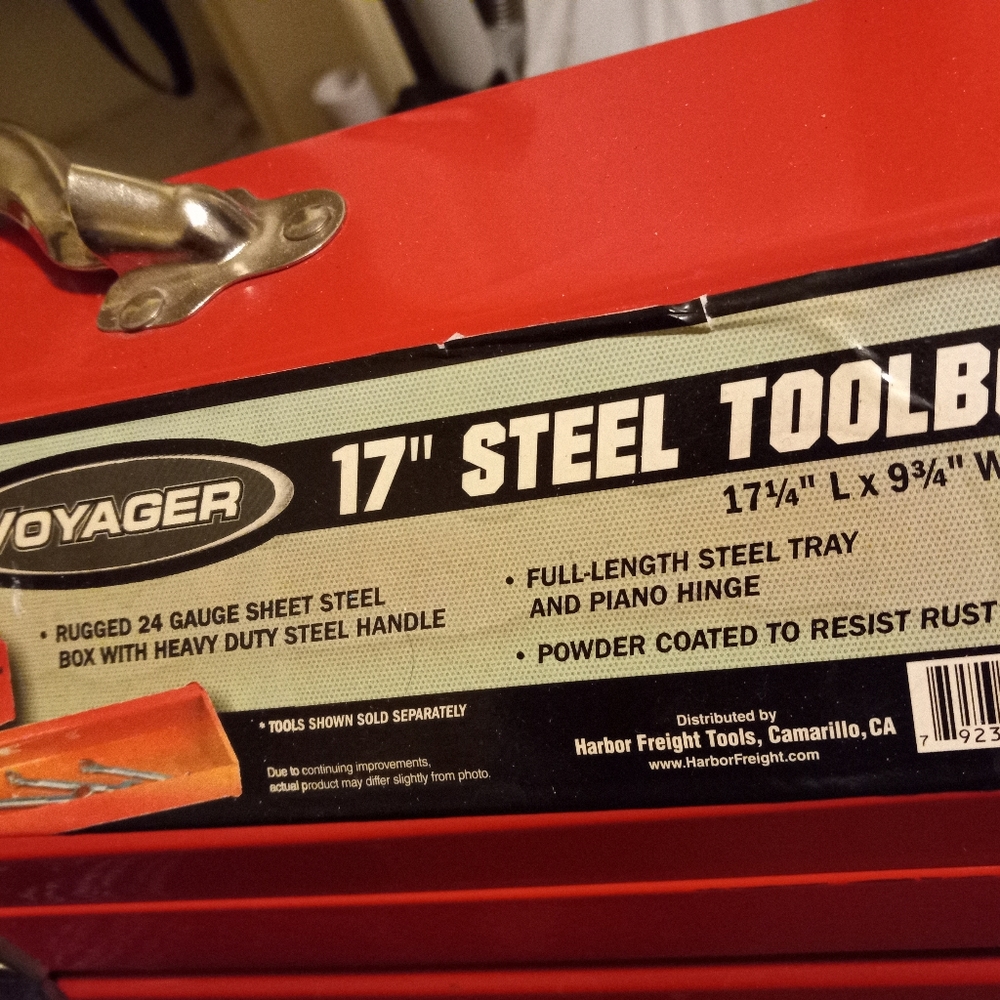 VOYAGER
17" STEEL TOOLB
17¼" L x 9¾" W
• RUGGED 24 GAUGE SHEET STEEL
BOX WITH HEAVY DUTY STEEL HANDLE
• FULL-LENGTH STEEL TRAY
AND PIANO HINGE
• POWDER COATED TO RESIST RUST
* TOOLS SHOWN SOLD SEPARATELY
Due to continuing improvements,
actual product may differ slightly from photo.
Distributed by
Harbor Freight Tools, Camarillo, CA
www.HarborFreight.com
7 923